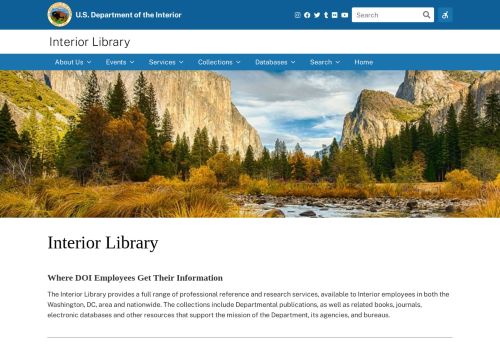 U.S. Department of the Interior
Search
Interior Library
About Us
Events
Services
Collections
Databases
Search
Home
Interior Library
Where DOI Employees Get Their Information
The Interior Library provides a full range of professional reference and research services, available to Interior employees in both the
Washington, DC, area and nationwide. The collections include Departmental publications, as well as related books, journals,
electronic databases and other resources that support the mission of the Department, its agencies, and bureaus.